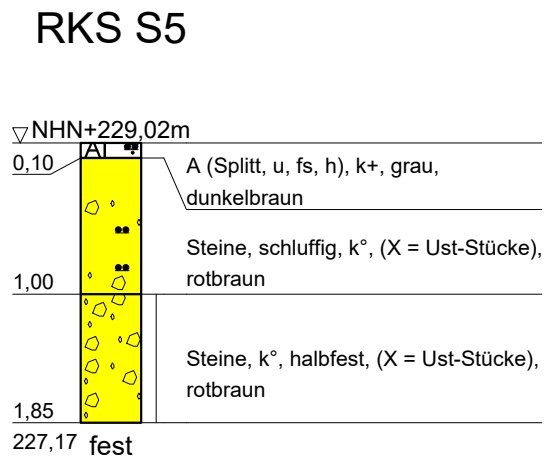 RKS S5
NHN+229,02m
A
0,10
A (Splitt, u, fs, h), k+, grau,
dunkelbraun
Steine, schluffig, k°, (X = Ust-Stücke),
rotbraun
1,00
Steine, k°, halbfest, (X = Ust-Stücke),
rotbraun
1,85
227,17 fest